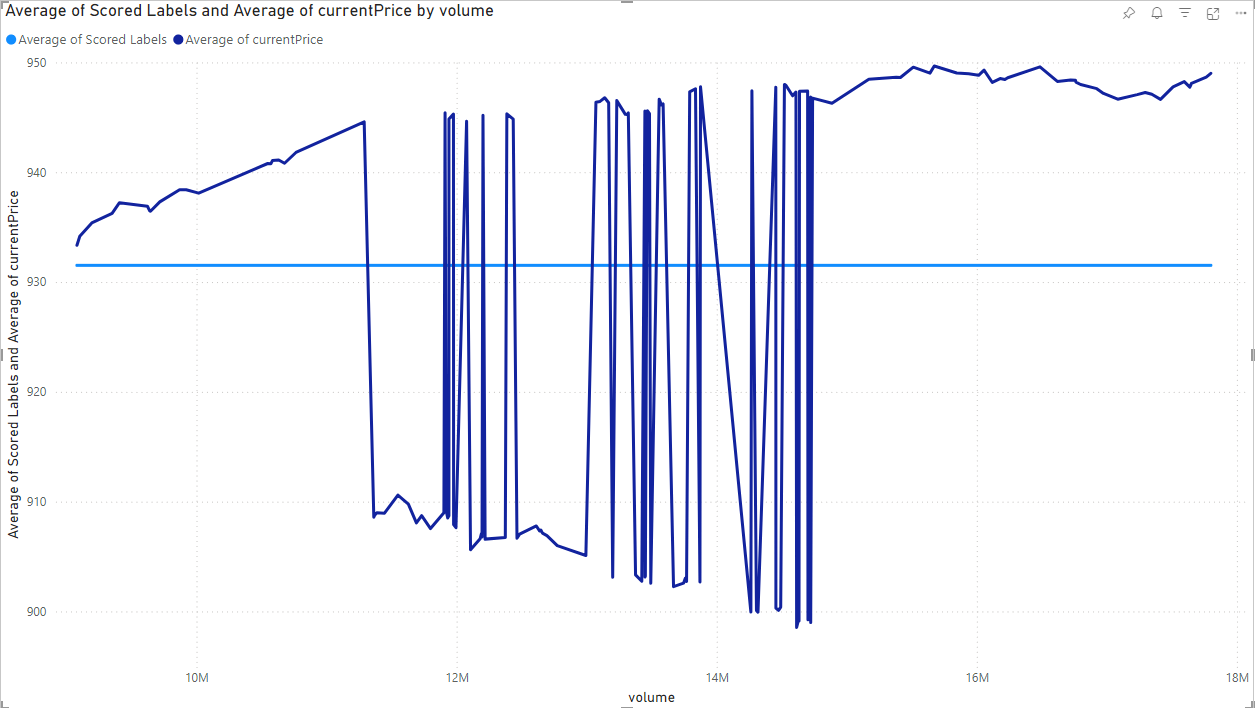 Average of Scored Labels and Average of currentPrice by volume
Average of Scored Labels Average of currentPrice
Average of Scored Labels and Average of currentPrice
950
940
930
920
910
900
10M 12M 14M 16M 18M
volume